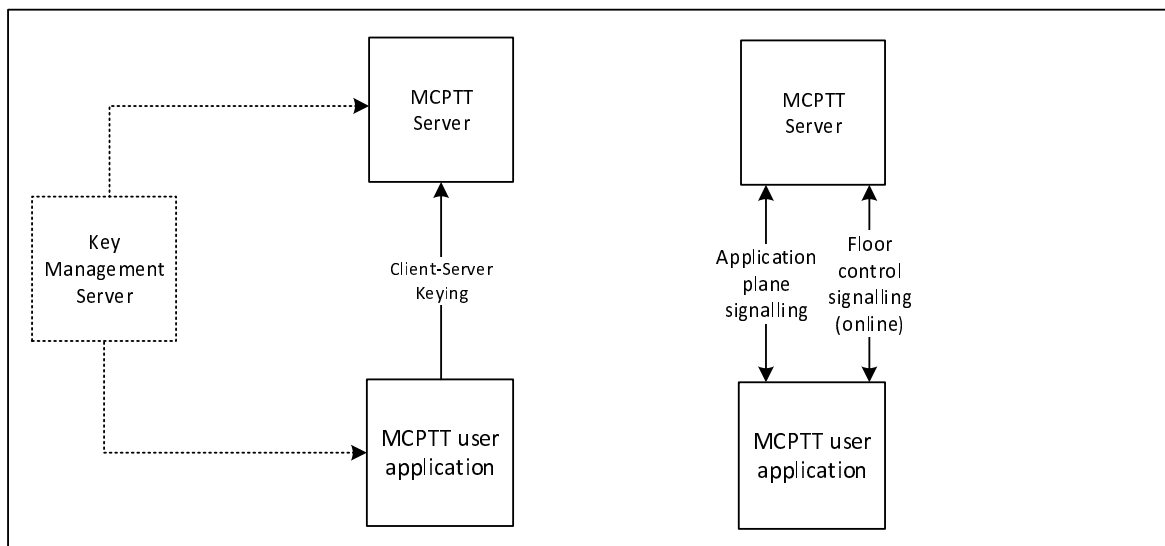 MCPTT
Server
Key
Management
Server
Client-Server
Keying
MCPTT user
application
MCPTT
Server
Application
plane
signalling
Floor
control
signalling
(online)
MCPTT user
application